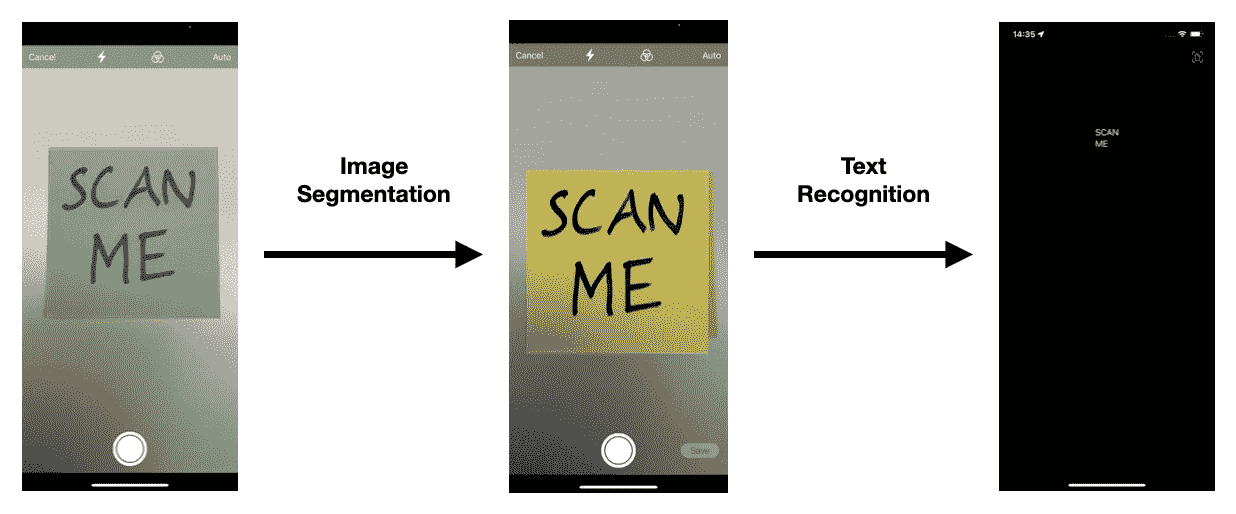 Cancel
Auto
SCAN
ME
Image
Segmentation
Cancel
Auto
SCAN
ME
Save
Text
Recognition
14:35
SCAN
ME